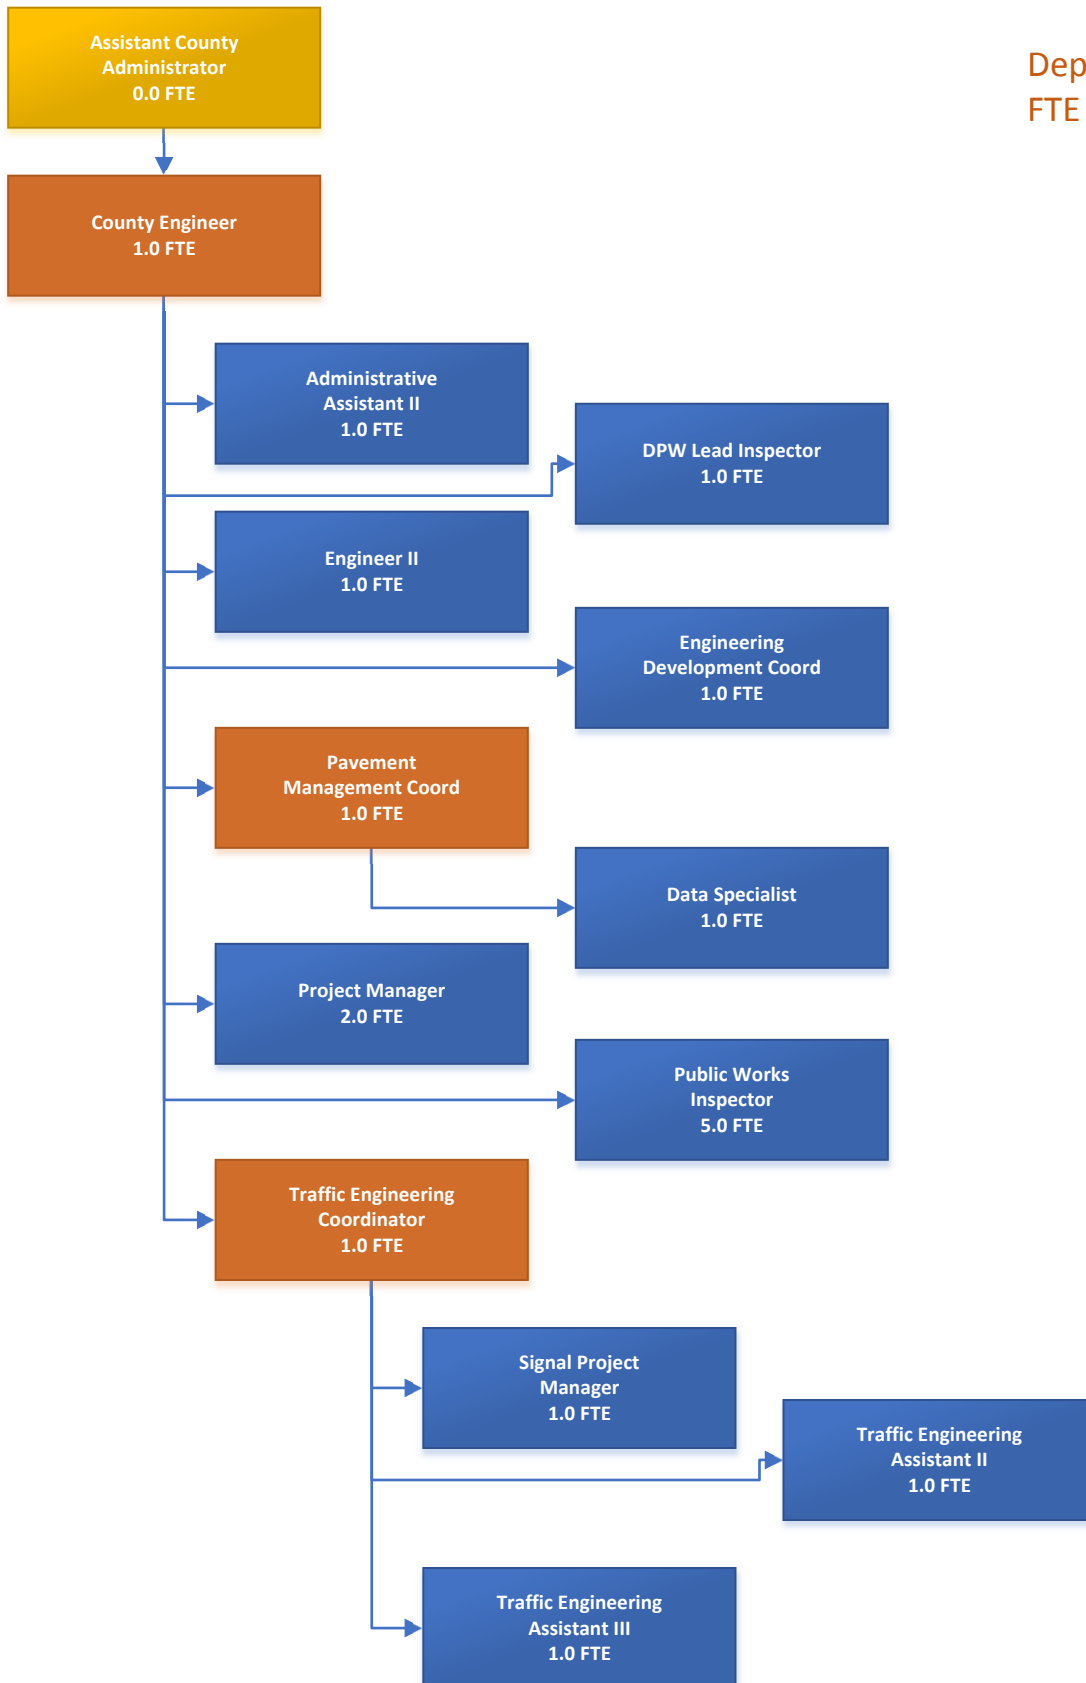 Assistant County
Administrator
0.0 FTE
Dep
FTE
County Engineer
1.0 FTE
Administrative
Assistant II
1.0 FTE
DPW Lead Inspector
1.0 FTE
Engineer II
1.0 FTE
Engineering
Development Coord
1.0 FTE
Pavement
Management Coord
1.0 FTE
Data Specialist
1.0 FTE
Project Manager
2.0 FTE
Public Works
Inspector
5.0 FTE
Traffic Engineering
Coordinator
1.0 FTE
Signal Project
Manager
1.0 FTE
Traffic Engineering
Assistant II
1.0 FTE
Traffic Engineering
Assistant III
1.0 FTE